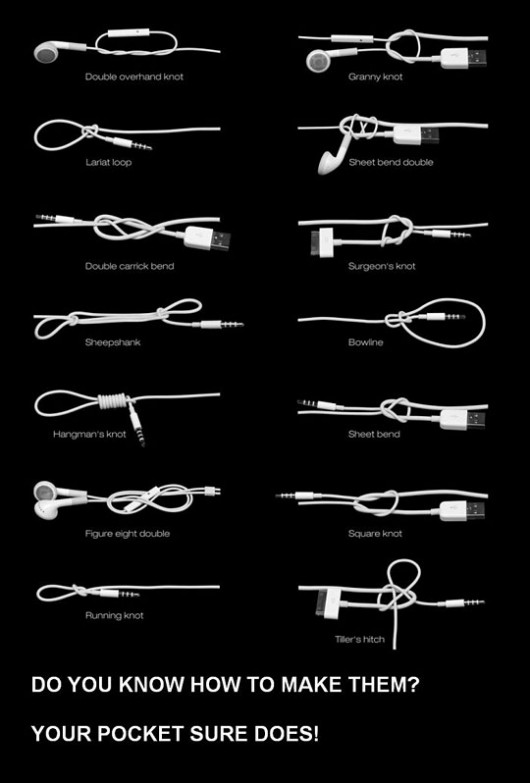 Double overhand knot
Granny knot
Lariat loop
Sheet bend double
Double carrick bend
Surgeon's knot
Sheepshank
Bowline
Hangman's knot
Sheet bend
Figure eight double
Square knot
Running knot
Tiller's hitch
DO YOU KNOW HOW TO MAKE THEM?
YOUR POCKET SURE DOES!